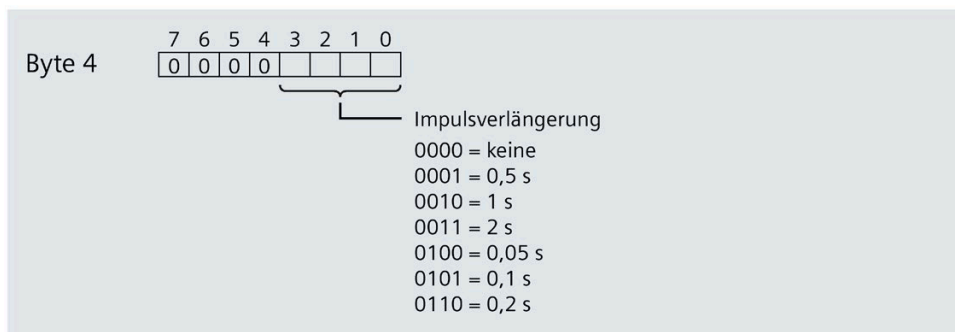 7 6 5 4 3 2 1 0
Byte 4 0 0 0 0
Impulsverlängerung
0000 = keine
0001 = 0,5 s
0010 = 1 s
0011 = 2 s
0100 = 0,05 s
0101 = 0,1 s
0110 = 0,2 s